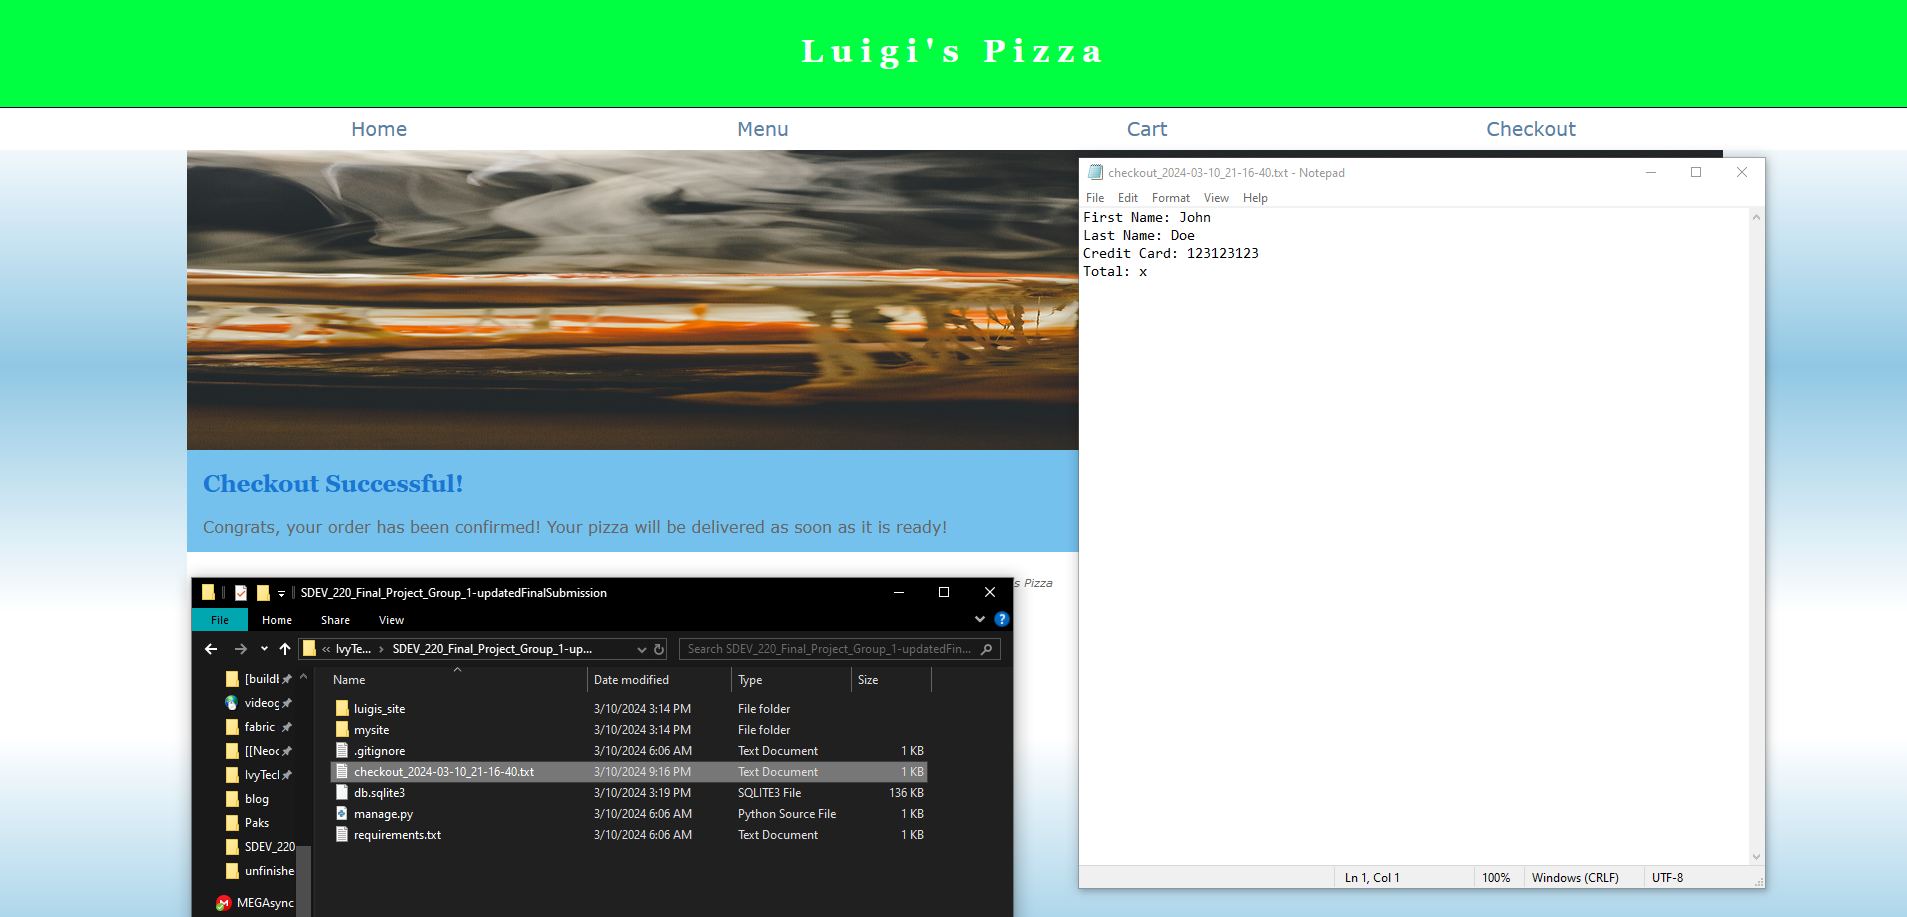 Luigi's Pizza
Home Menu Cart Checkout
checkout_2024-03-10_21-16-40.txt - Notepad
File Edit Format View Help
First Name: John
Last Name: Doe
Credit Card: 123123123
Total: x
Ln 1, Col 1 100% Windows (CRLF) UTF-8
Checkout Successful!
Congrats, your order has been confirmed! Your pizza will be delivered as soon as it is ready!
s Pizza
SDEV_220_Final_Project_Group_1-updatedFinalSubmission
File Home Share View
« IvyTe... › SDEV_220_Final_Project_Group_1-up...
Search SDEV_220_Final_Project_Group_1-updatedFin...
Name Date modified Type Size
luigis_site 3/10/2024 3:14 PM File folder
mysite 3/10/2024 3:14 PM File folder
.gitignore 3/10/2024 6:06 AM Text Document 1 KB
checkout_2024-03-10_21-16-40.txt 3/10/2024 9:16 PM Text Document 1 KB
db.sqlite3 3/10/2024 3:19 PM SQLITE3 File 136 KB
manage.py 3/10/2024 6:06 AM Python Source File 1 KB
requirements.txt 3/10/2024 6:06 AM Text Document 1 KB
videog
fabric
[[Neoc
IvyTecl
blog
Paks
SDEV_220
unfinishe
MEGAsync